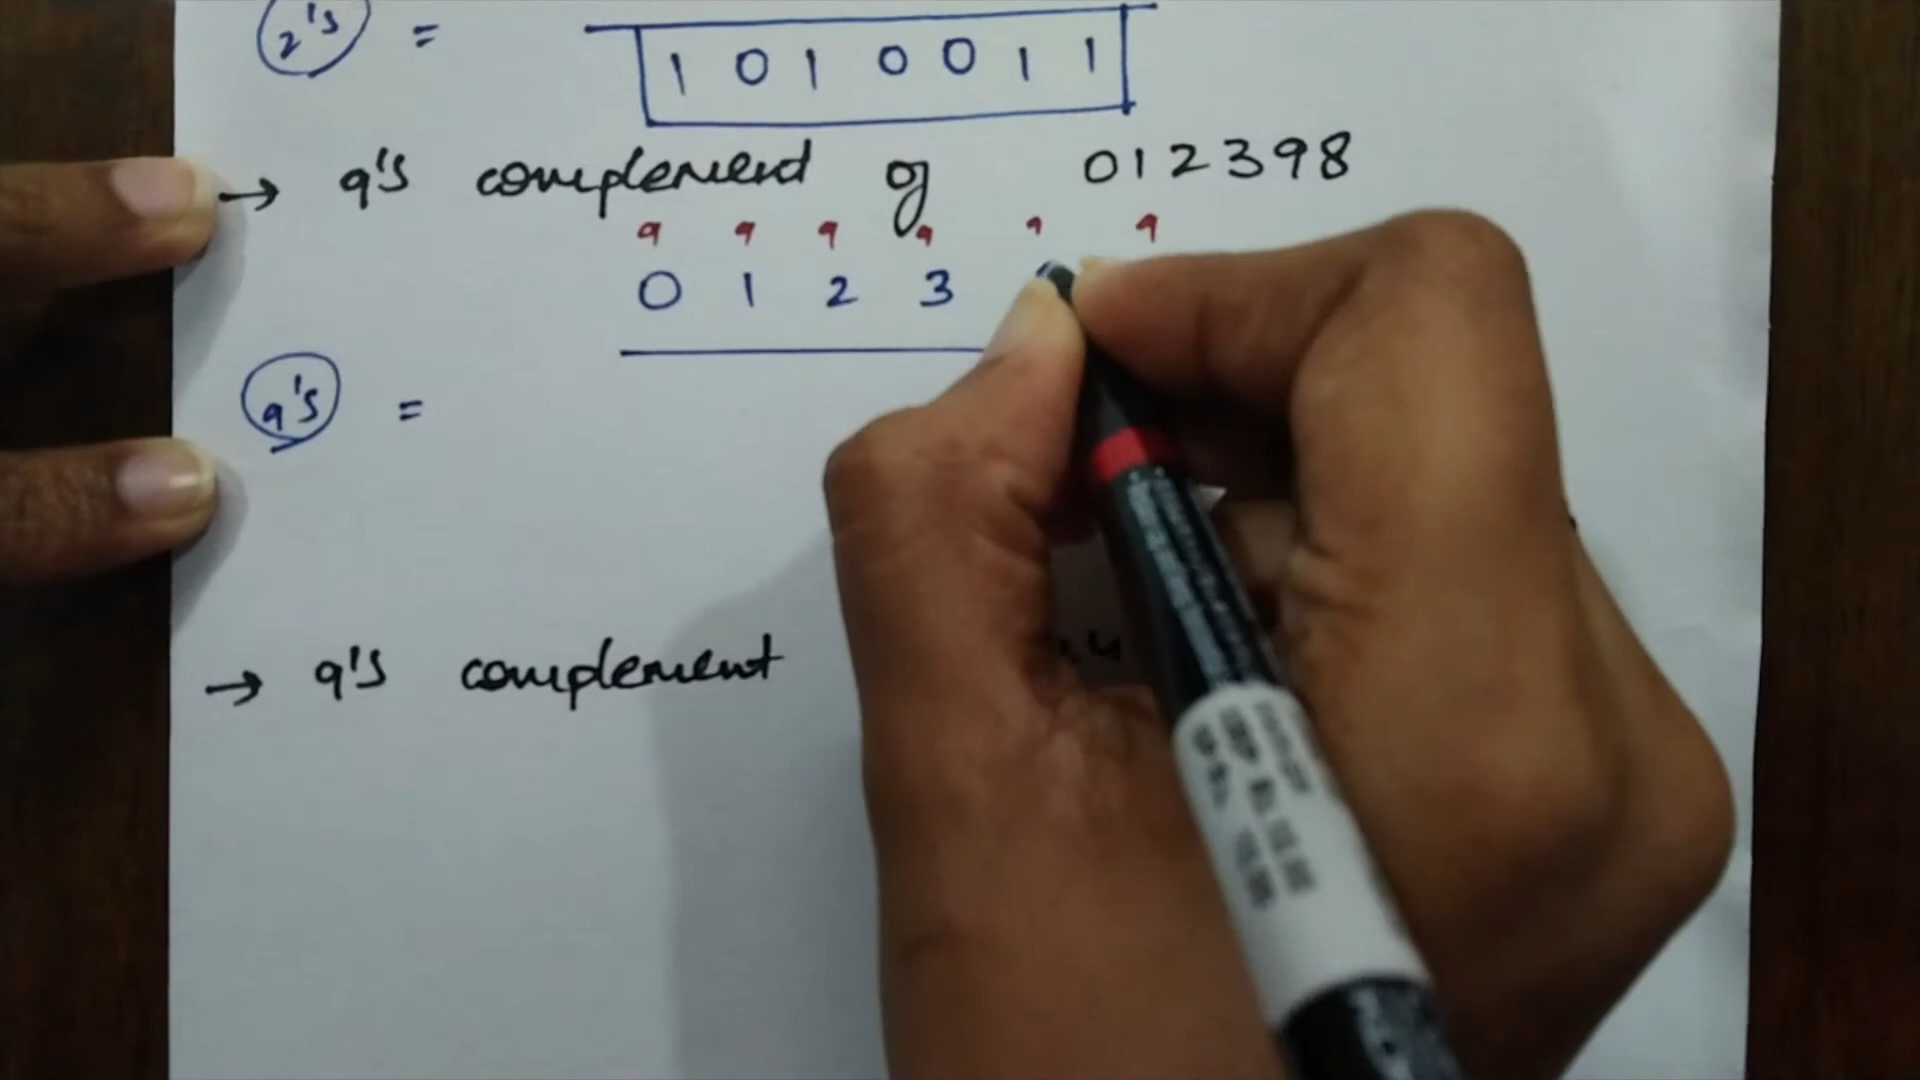 2's =
1 0 1 0 0 1 1
→ 9's complement of 012398
9 9 9 9 9 9
0 1 2 3
9's =
→ 9's complement